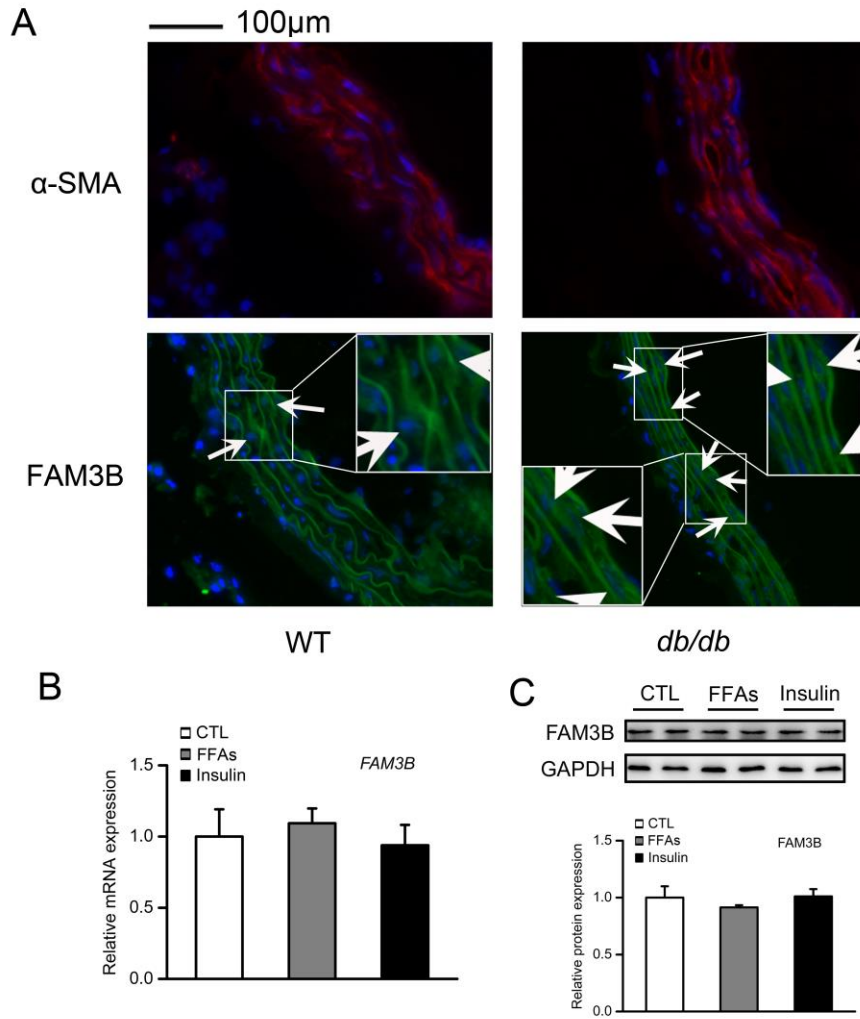 A
100μm
α-SMA
FAM3B
WT
db/db
B
CTL
FFAs
Insulin
FAM3B
Relative mRNA expression
1.5
1.0
0.5
0.0
C
CTL FFAs Insulin
FAM3B
GAPDH
CTL
FFAs
Insulin
FAM3B
Relative protein expression
1.5
1.0
0.5
0.0